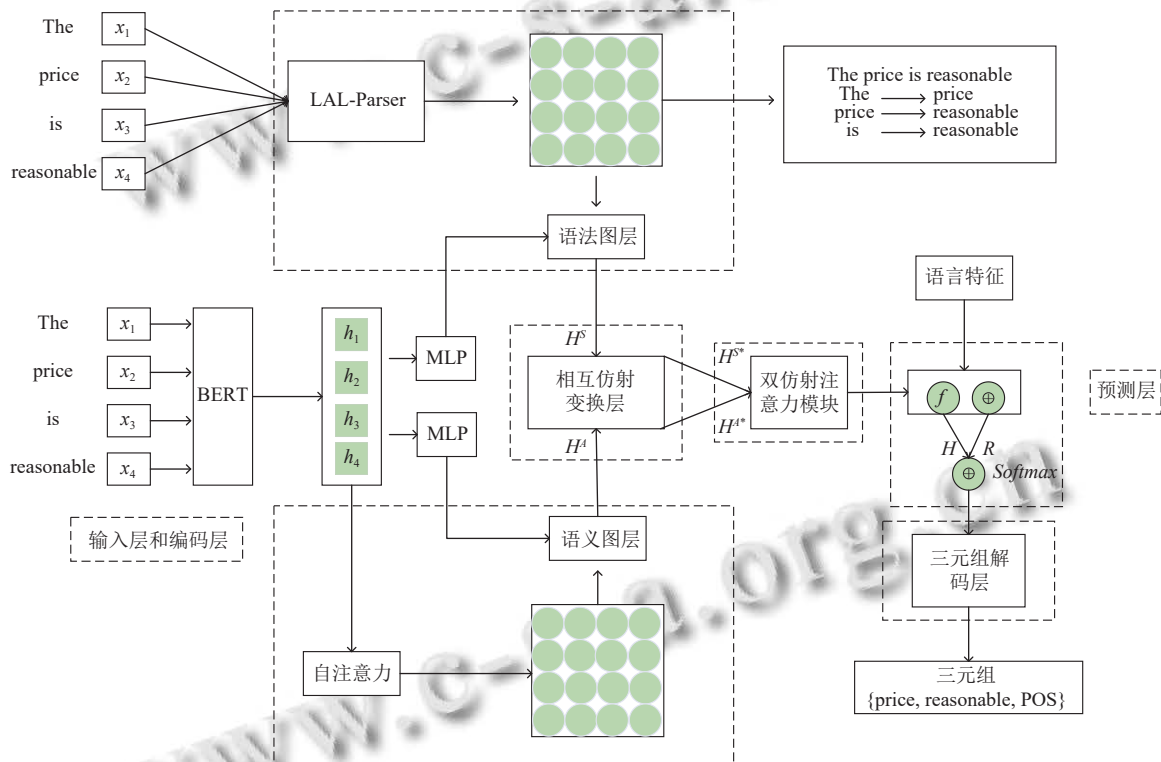 The
x1
price
x2
is
x3
reasonable
x4
LAL-Parser
The price is reasonable
The → price
price → reasonable
is → reasonable
语法图层
The
x1
price
x2
is
x3
reasonable
x4
BERT
h1
h2
h3
h4
MLP
MLP
H^S
相互仿射
变换层
H^A
H^S*
H^A*
双仿射注
意力模块
语言特征
f
⊕
H
R
⊕
Softmax
预测层
输入层和编码层
语义图层
自注意力
三元组解
码层
三元组
{price, reasonable, POS}
www.c-s-a.org.cn